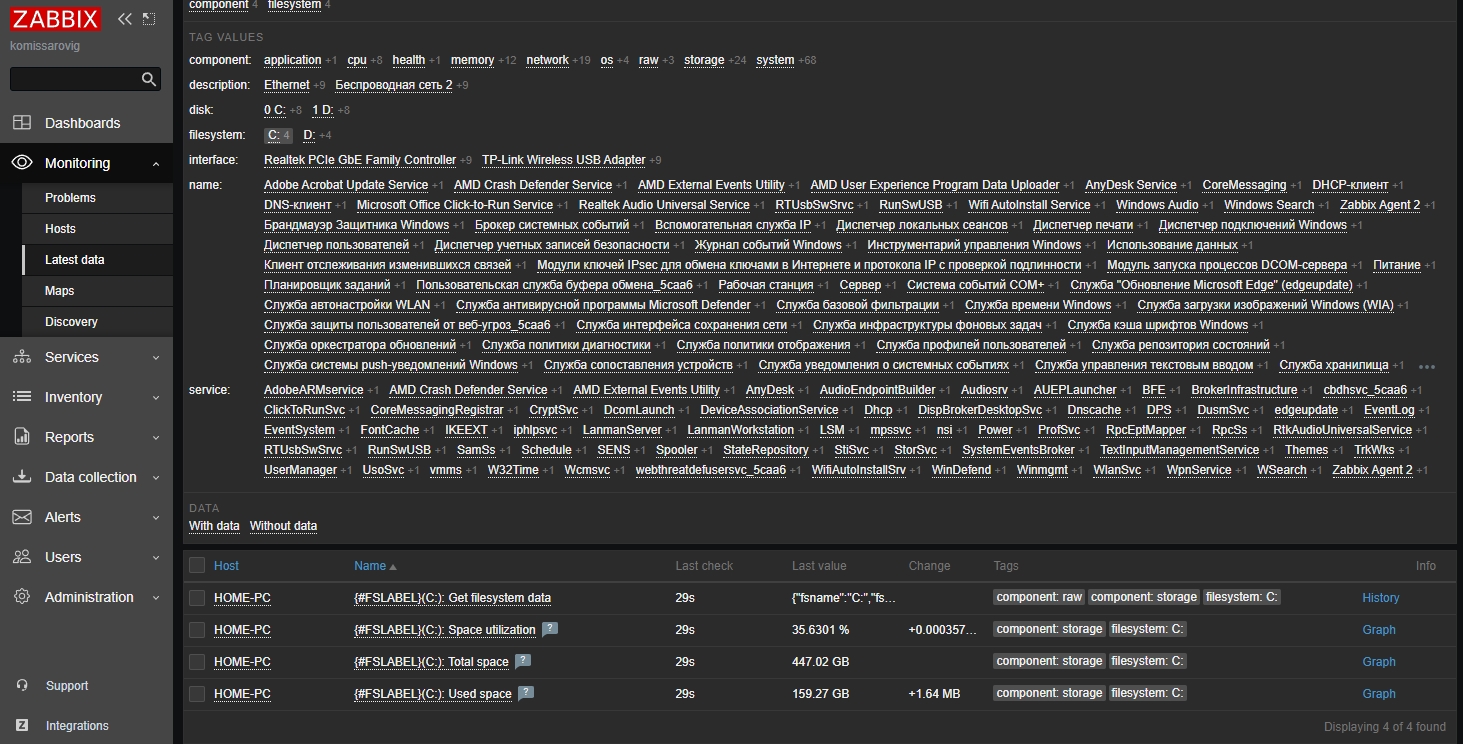 ZABBIX
komissarovig
Dashboards
Monitoring
Problems
Hosts
Latest data
Maps
Discovery
Services
Inventory
Reports
Data collection
Alerts
Users
Administration
Support
Integrations
component 4 filesystem 4
TAG VALUES
component: application +1 cpu +8 health +1 memory +12 network +19 os +4 raw +3 storage +24 system +68
description: Ethernet +9 Беспроводная сеть 2 +9
disk: 0 C: +8 1 D: +8
filesystem: C: 4 D: +4
interface: Realtek PCIe GbE Family Controller +9 TP-Link Wireless USB Adapter +9
name: Adobe Acrobat Update Service +1 AMD Crash Defender Service +1 AMD External Events Utility +1 AMD User Experience Program Data Uploader +1 AnyDesk Service +1 CoreMessaging +1 DHCP-клиент +1
DNS-клиент +1 Microsoft Office Click-to-Run Service +1 Realtek Audio Universal Service +1 RTUsbSwSrvc +1 RunSwUSB +1 Wifi AutoInstall Service +1 Windows Audio +1 Windows Search +1 Zabbix Agent 2 +1
Брандмауэр Защитника Windows +1 Брокер системных событий +1 Вспомогательная служба IP +1 Диспетчер локальных сеансов +1 Диспетчер печати +1 Диспетчер подключений Windows +1
Диспетчер пользователей +1 Диспетчер учетных записей безопасности +1 Журнал событий Windows +1 Инструментарий управления Windows +1 Использование данных +1
Клиент отслеживания изменившихся связей +1 Модули ключей IPsec для обмена ключами в Интернете и протокола IP с проверкой подлинности +1 Модуль запуска процессов DCOM-сервера +1 Питание +1
Планировщик заданий +1 Пользовательская служба буфера обмена_5caa6 +1 Рабочая станция +1 Сервер +1 Система событий COM+ +1 Служба "Обновление Microsoft Edge" (edgeupdate) +1
Служба автонастройки WLAN +1 Служба антивирусной программы Microsoft Defender +1 Служба базовой фильтрации +1 Служба времени Windows +1 Служба загрузки изображений Windows (WIA) +1
Служба защиты пользователей от веб-угроз_5caa6 +1 Служба интерфейса сохранения сети +1 Служба инфраструктуры фоновых задач +1 Служба кэша шрифтов Windows +1
Служба оркестратора обновлений +1 Служба политики диагностики +1 Служба политики отображения +1 Служба профилей пользователей +1 Служба репозитория состояний +1
Служба системы push-уведомлений Windows +1 Служба сопоставления устройств +1 Служба уведомления о системных событиях +1 Служба управления текстовым вводом +1 Служба хранилища +1
service: AdobeARMservice +1 AMD Crash Defender Service +1 AMD External Events Utility +1 AnyDesk +1 AudioEndpointBuilder +1 Audiosrv +1 AUEPLauncher +1 BFE +1 BrokerInfrastructure +1 cbdhsvc_5caa6 +1
ClickToRunSvc +1 CoreMessagingRegistrar +1 CryptSvc +1 DcomLaunch +1 DeviceAssociationService +1 Dhcp +1 DispBrokerDesktopSvc +1 Dnscache +1 DPS +1 DusmSvc +1 edgeupdate +1 EventLog +1
EventSystem +1 FontCache +1 IKEEXT +1 iphlpsvc +1 LanmanServer +1 LanmanWorkstation +1 LSM +1 mpssvc +1 nsi +1 Power +1 ProfSvc +1 RpcEptMapper +1 RpcSs +1 RtkAudioUniversalService +1
RTUsbSwSrvc +1 RunSwUSB +1 SamSs +1 Schedule +1 SENS +1 Spooler +1 StateRepository +1 StiSvc +1 StorSvc +1 SystemEventsBroker +1 TextInputManagementService +1 Themes +1 TrkWks +1
UserManager +1 UsoSvc +1 vmms +1 W32Time +1 Wcmsvc +1 webthreatdefusersvc_5caa6 +1 WifiAutoInstallSrv +1 WinDefend +1 Winmgmt +1 WlanSvc +1 WpnService +1 WSearch +1 Zabbix Agent 2 +1
DATA
With data Without data
Host Name Last check Last value Change Tags Info
HOME-PC {#FSLABEL}(C:): Get filesystem data 29s {"fsname":"C:","fs... component: raw component: storage filesystem: C: History
HOME-PC {#FSLABEL}(C:): Space utilization ? 29s 35.6301 % +0.000357... component: storage filesystem: C: Graph
HOME-PC {#FSLABEL}(C:): Total space ? 29s 447.02 GB component: storage filesystem: C: Graph
HOME-PC {#FSLABEL}(C:): Used space ? 29s 159.27 GB +1.64 MB component: storage filesystem: C: Graph
Displaying 4 of 4 found